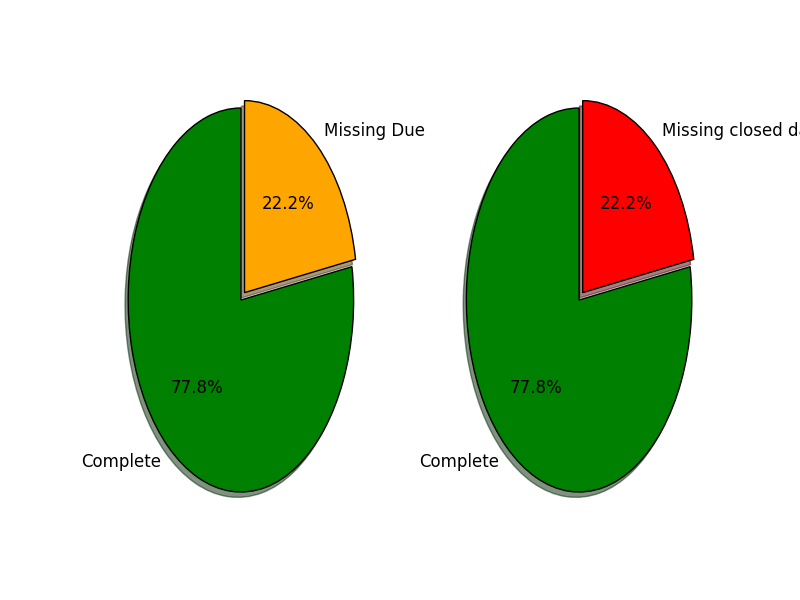 Missing Due
22.2%
77.8%
Complete
Missing closed da
22.2%
77.8%
Complete